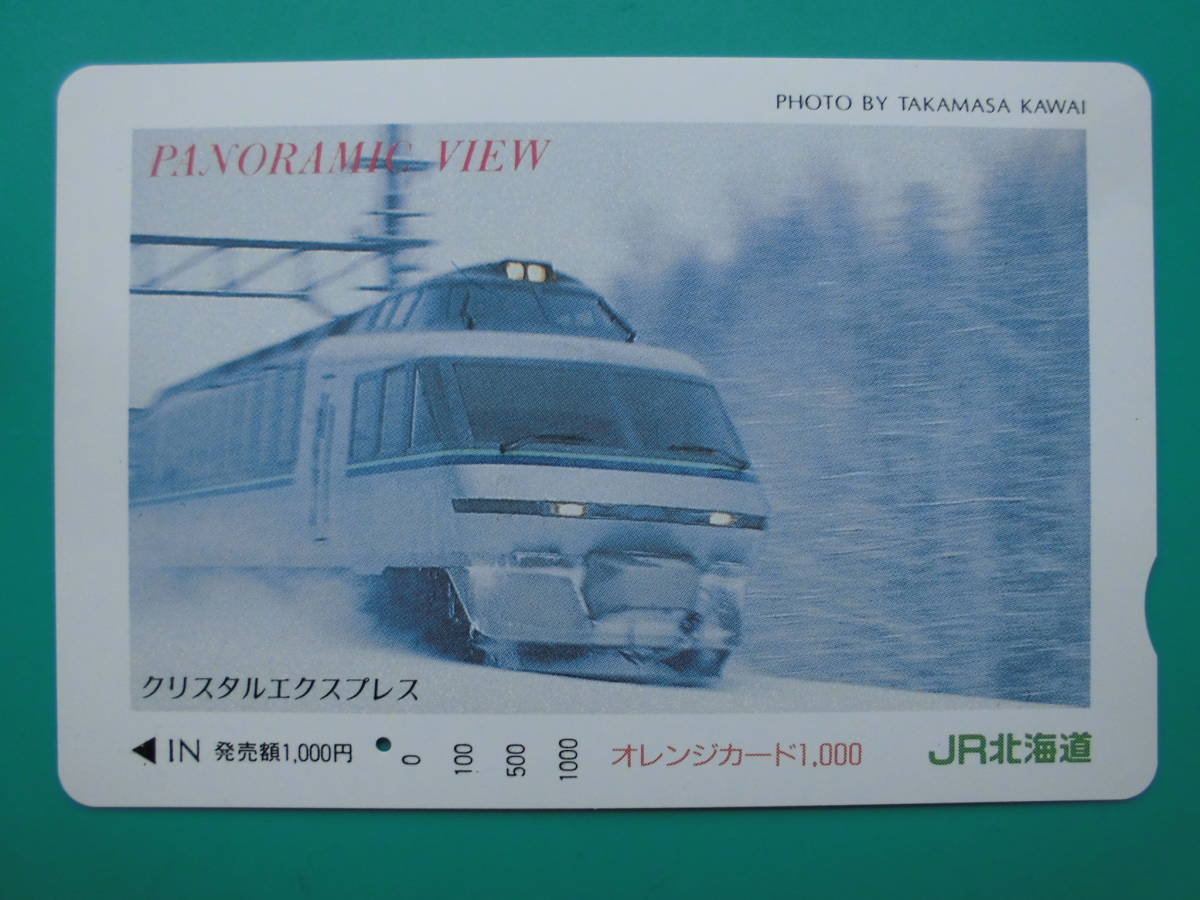 PHOTO BY TAKAMASA KAWAI
PANORAMIC VIEW
クリスタルエクスプレス
◀IN 発売額1,000円 0 100 500 1000 オレンジカード1,000 JR北海道